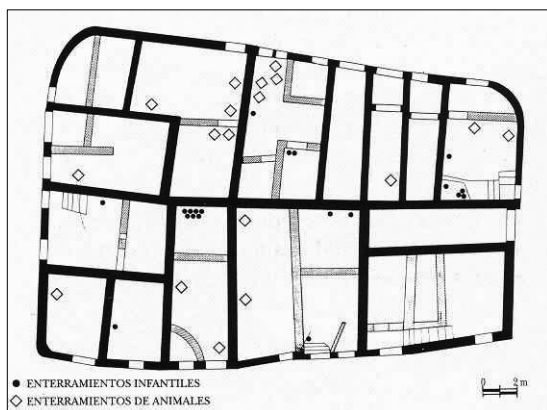 ENTERRAMIENTOS INFANTILES
ENTERRAMIENTOS DE ANIMALES
0 2 m